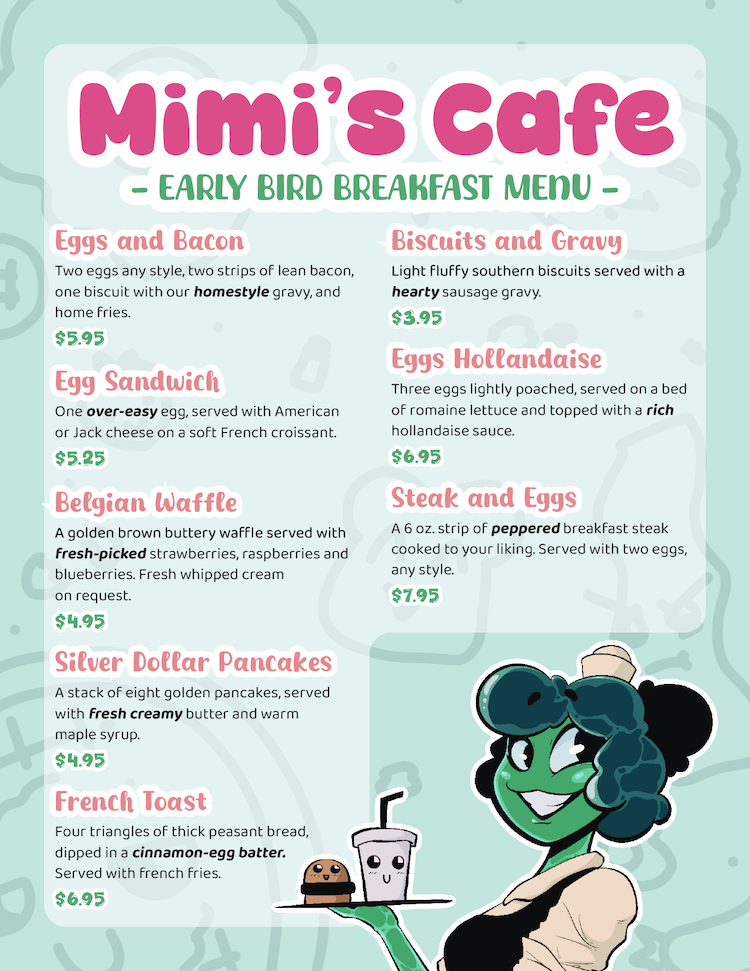 Mimi's Cafe
- EARLY BIRD BREAKFAST MENU -
Eggs and Bacon
Two eggs any style, two strips of lean bacon,
one biscuit with our homestyle gravy, and
home fries.
$5.95
Egg Sandwich
One over-easy egg, served with American
or Jack cheese on a soft French croissant.
$5.25
Belgian Waffle
A golden brown buttery waffle served with
fresh-picked strawberries, raspberries and
blueberries. Fresh whipped cream
on request.
$4.95
Silver Dollar Pancakes
A stack of eight golden pancakes, served
with fresh creamy butter and warm
maple syrup.
$4.95
French Toast
Four triangles of thick peasant bread,
dipped in a cinnamon-egg batter.
Served with french fries.
$6.95
Biscuits and Gravy
Light fluffy southern biscuits served with a
hearty sausage gravy.
$3.95
Eggs Hollandaise
Three eggs lightly poached, served on a bed
of romaine lettuce and topped with a rich
hollandaise sauce.
$6.95
Steak and Eggs
A 6 oz. strip of peppered breakfast steak
cooked to your liking. Served with two eggs,
any style.
$7.95